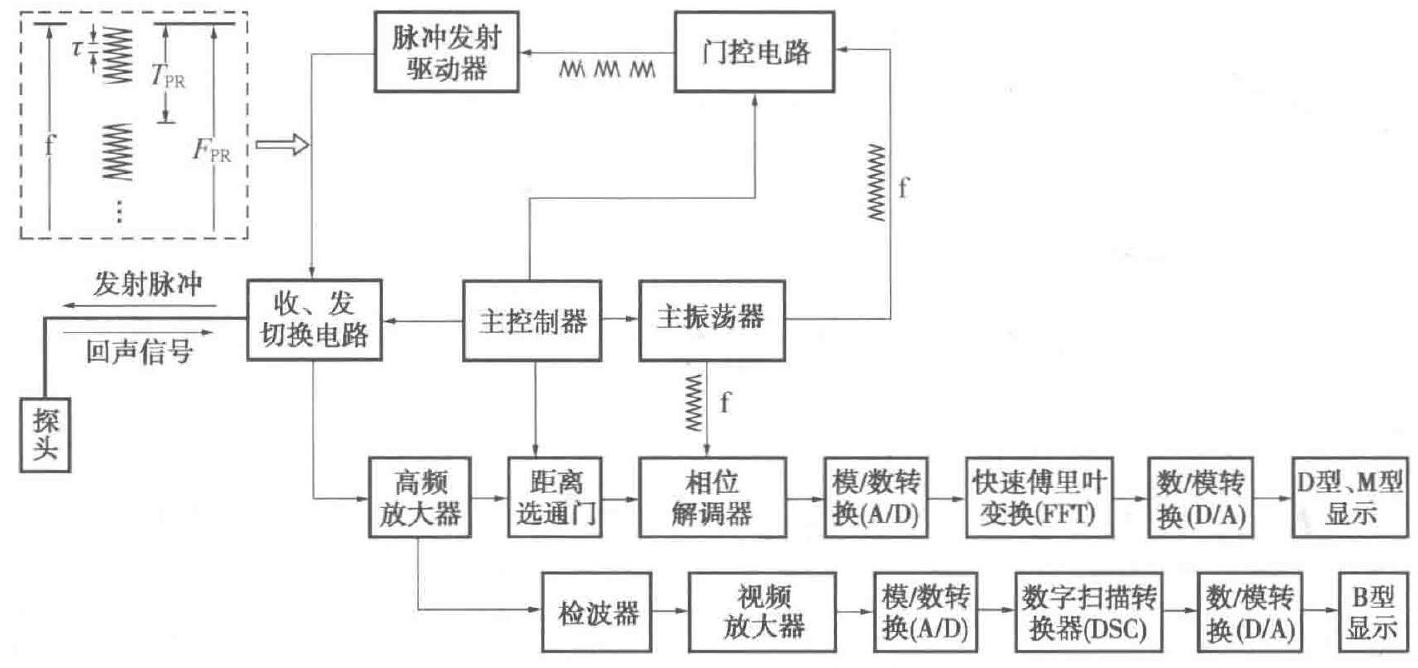 τ
T_PR
f
F_PR
⋮
脉冲发射
驱动器
门控电路
f
发射脉冲
回声信号
收、发
切换电路
主控制器
主振荡器
f
探
头
高频
放大器
距离
选通门
相位
解调器
模/数转
换(A/D)
快速傅里叶
变换(FFT)
数/模转
换(D/A)
D型、M型
显示
检波器
视频
放大器
模/数转
换(A/D)
数字扫描转
换器(DSC)
数/模转
换(D/A)
B型
显示